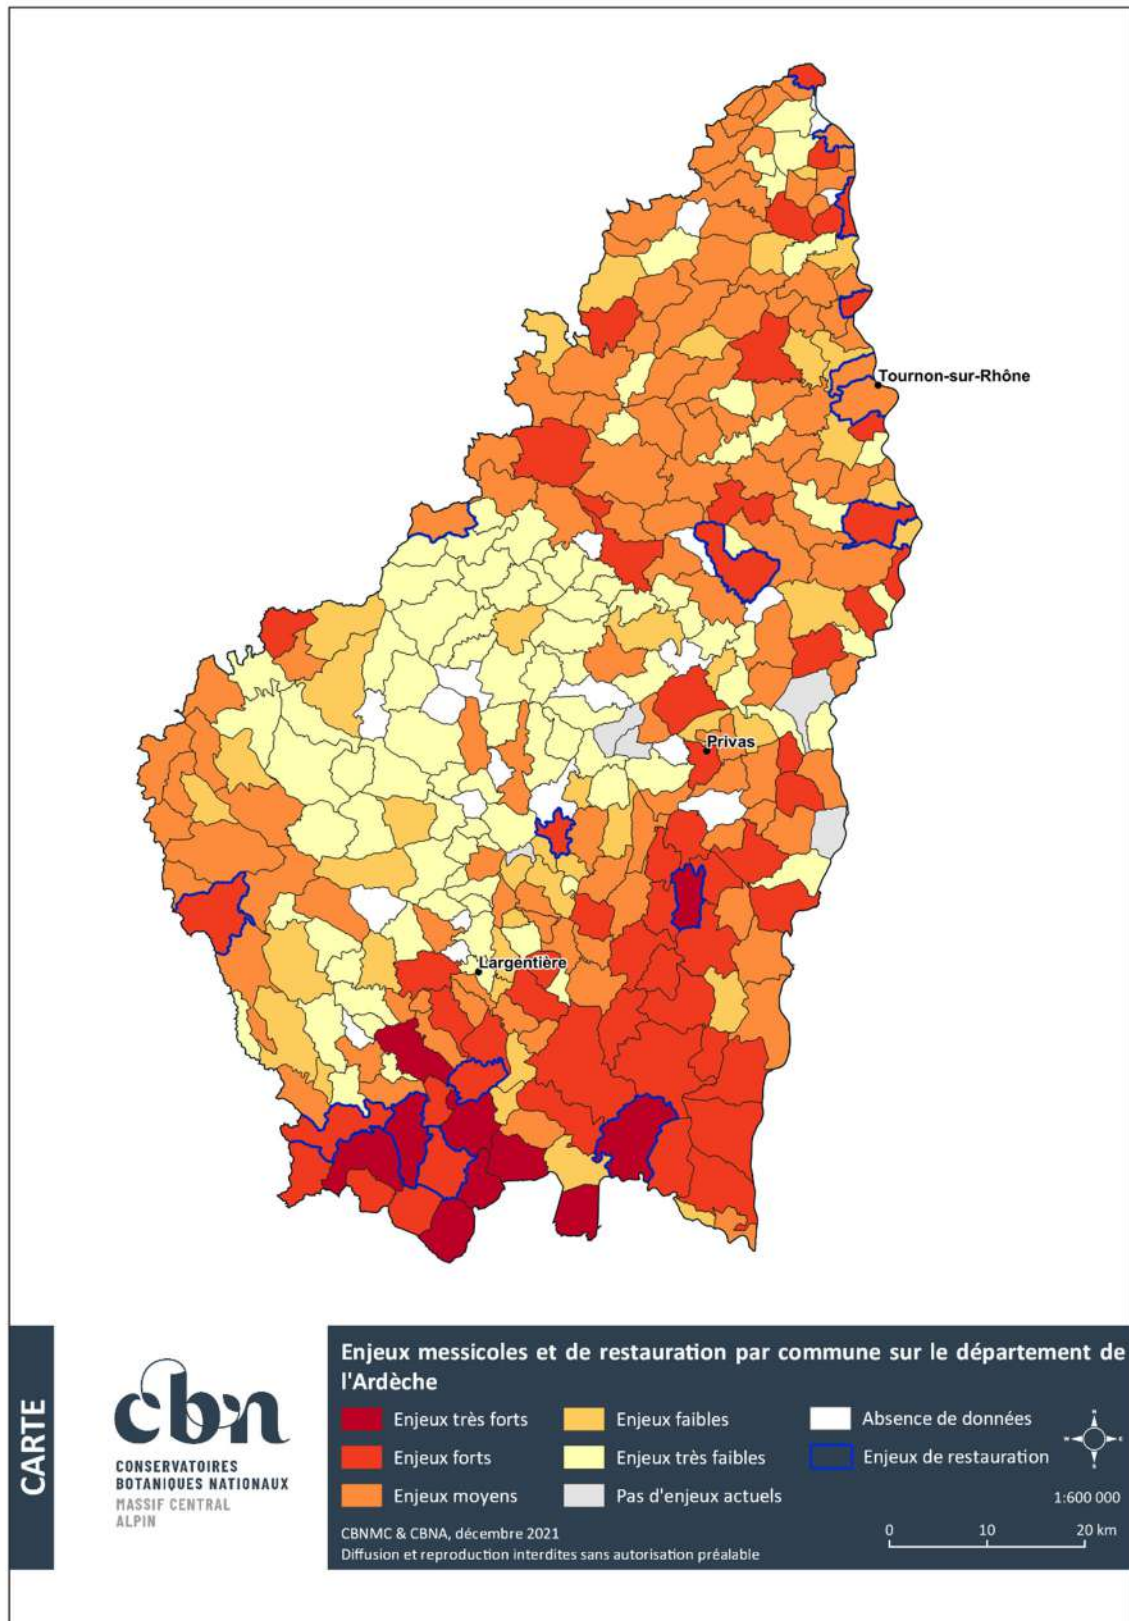 Tournon-sur-Rhône
Privas
Largentière
CARTE
cbn
CONSERVATOIRES
BOTANIQUES NATIONAUX
MASSIF CENTRAL
ALPIN
Enjeux messicoles et de restauration par commune sur le département de
l'Ardèche
Enjeux très forts
Enjeux forts
Enjeux moyens
Enjeux faibles
Enjeux très faibles
Pas d'enjeux actuels
Absence de données
Enjeux de restauration
1:600 000
0 10 20 km
CBNMC & CBNA, décembre 2021
Diffusion et reproduction interdites sans autorisation préalable